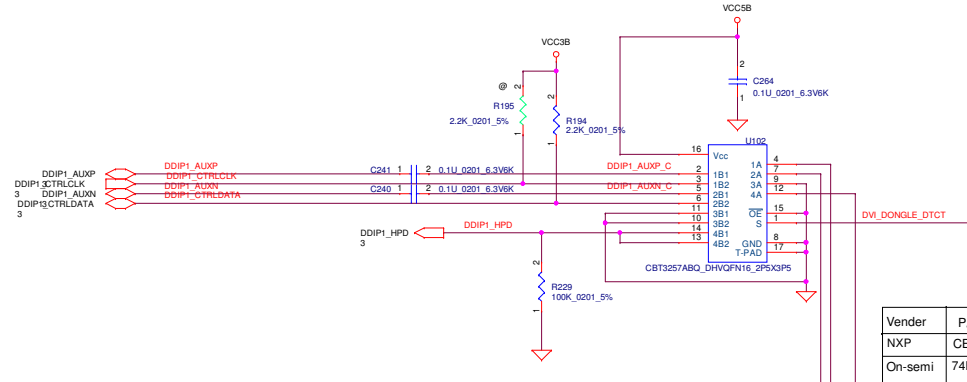 VCC5B
VCC3B
2
C264
0.1U_0201_6.3V6K
1
@
2
2
R195
2.2K_0201_5%
R194
2.2K_0201_5%
1
1
U102
16
Vcc
1A
4
DDIP1_AUXP
DDIP1_AUXP
C241
1
2
0.1U_0201_6.3V6K
DDIP1_AUXP_C
2
1B1
2A
7
DDIP1_CTRLCLK
3
DDIP1_CTRLCLK
3
1B2
3A
9
DDIP1_AUXN
DDIP1_AUXN
C240
1
2
0.1U_0201_6.3V6K
DDIP1_AUXN_C
5
2B1
4A
12
DDIP1_CTRLDATA
3
3
DDIP1_CTRLDATA
6
2B2
11
3B1
OE
15
10
3B2
S
1
DVI_DONGLE_DTCT
DDIP1_HPD
3
DDIP1_HPD
14
4B1
13
4B2
GND
8
T-PAD
17
CBT3257ABQ_DHVQFN16_2P5X3P5
2
R229
100K_0201_5%
1
Vender
NXP
On-semi